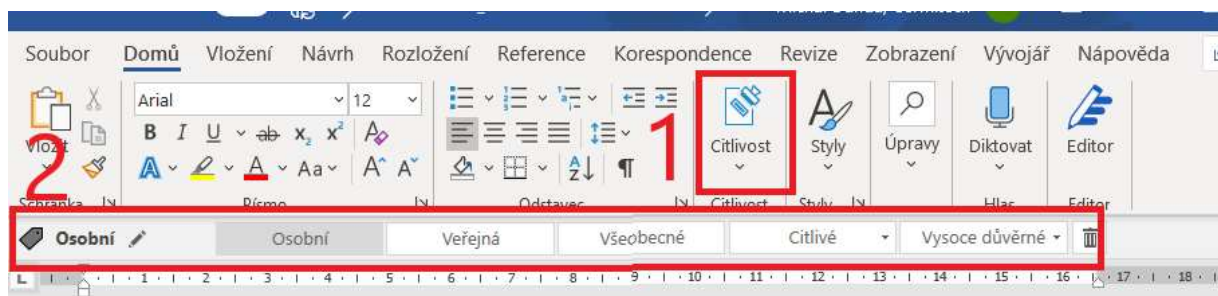 Soubor Domů Vložení Návrh Rozložení Reference Korespondence Revize Zobrazení Vývojář Nápověda
Arial 12
Vložit B I U ab x₂ x² A Citlivost Styly Úpravy Diktovat Editor
2 1
A A Aa A A
Schránka Písmo Odstavec Citlivost Styly Hlas Editor
Osobní Osobní Veřejná Všeobecné Citlivé Vysoce důvěrné
L 1 2 3 4 5 6 7 8 9 10 11 12 13 14 15 16 17 18